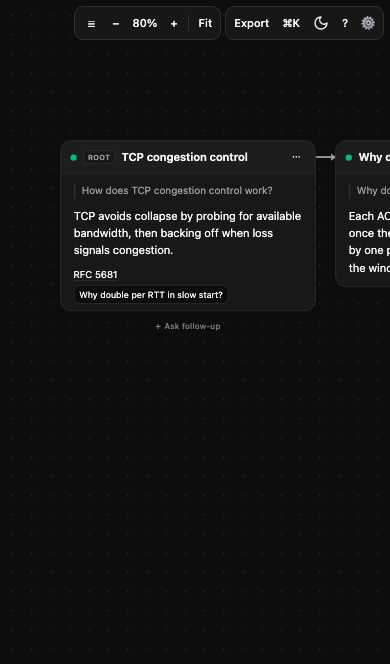 ≡ − 80% + Fit Export ⌘K ?
ROOT TCP congestion control ···
How does TCP congestion control work?
TCP avoids collapse by probing for available
bandwidth, then backing off when loss
signals congestion.
RFC 5681
Why double per RTT in slow start?
+ Ask follow-up
Why d
Why do
Each AC
once the
by one p
the wind